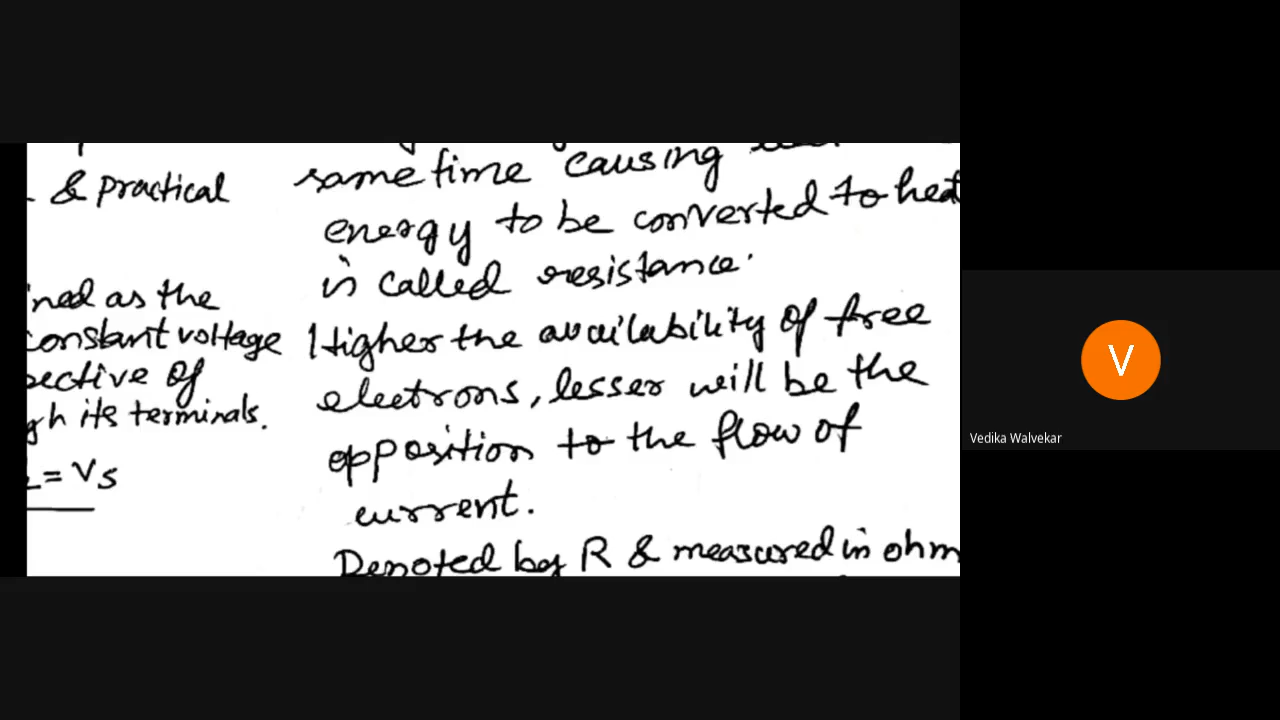 & practical
ned as the
constant voltage
pective of
gh its terminals.
= Vs
same time causing
energy to be converted to heat
is called resistance.
Higher the availability of free
electrons, lesser will be the
opposition to the flow of
current.
Denoted by R & measured in ohm
V
Vedika Walvekar